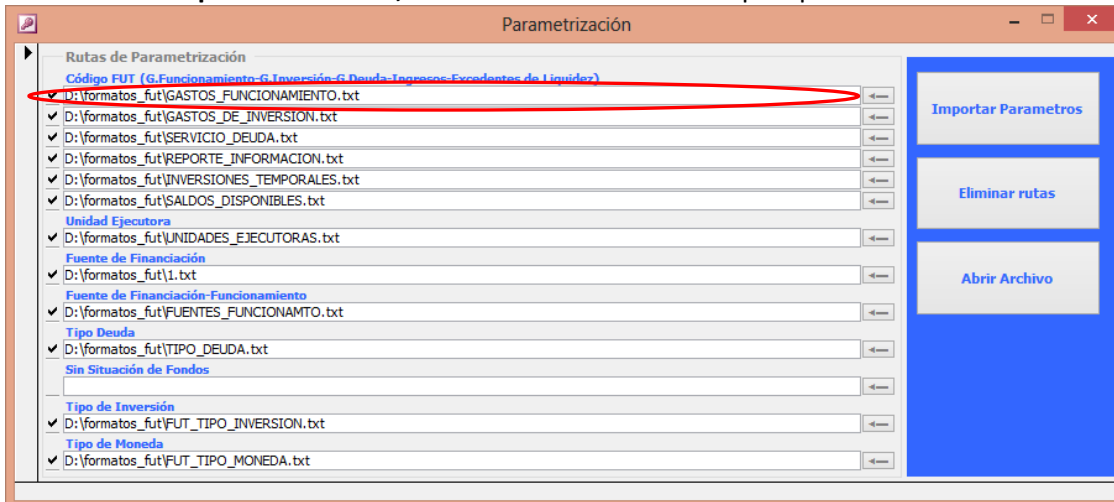 Parametrización
Rutas de Parametrización
Código FUT (G.Funcionamiento-G.Inversión-G.Deuda-Ingresos-Excedentes de Liquidez)
D:\formatos_fut\GASTOS_FUNCIONAMIENTO.txt
D:\formatos_fut\GASTOS_DE_INVERSION.txt
D:\formatos_fut\SERVICIO_DEUDA.txt
D:\formatos_fut\REPORTE_INFORMACION.txt
D:\formatos_fut\INVERSIONES_TEMPORALES.txt
D:\formatos_fut\SALDOS_DISPONIBLES.txt
Unidad Ejecutora
D:\formatos_fut\UNIDADES_EJECUTORAS.txt
Fuente de Financiación
D:\formatos_fut\1.txt
Fuente de Financiación-Funcionamiento
D:\formatos_fut\FUENTES_FUNCIONAMTO.txt
Tipo Deuda
D:\formatos_fut\TIPO_DEUDA.txt
Sin Situación de Fondos
Tipo de Inversión
D:\formatos_fut\FUT_TIPO_INVERSION.txt
Tipo de Moneda
D:\formatos_fut\FUT_TIPO_MONEDA.txt
Importar Parametros
Eliminar rutas
Abrir Archivo